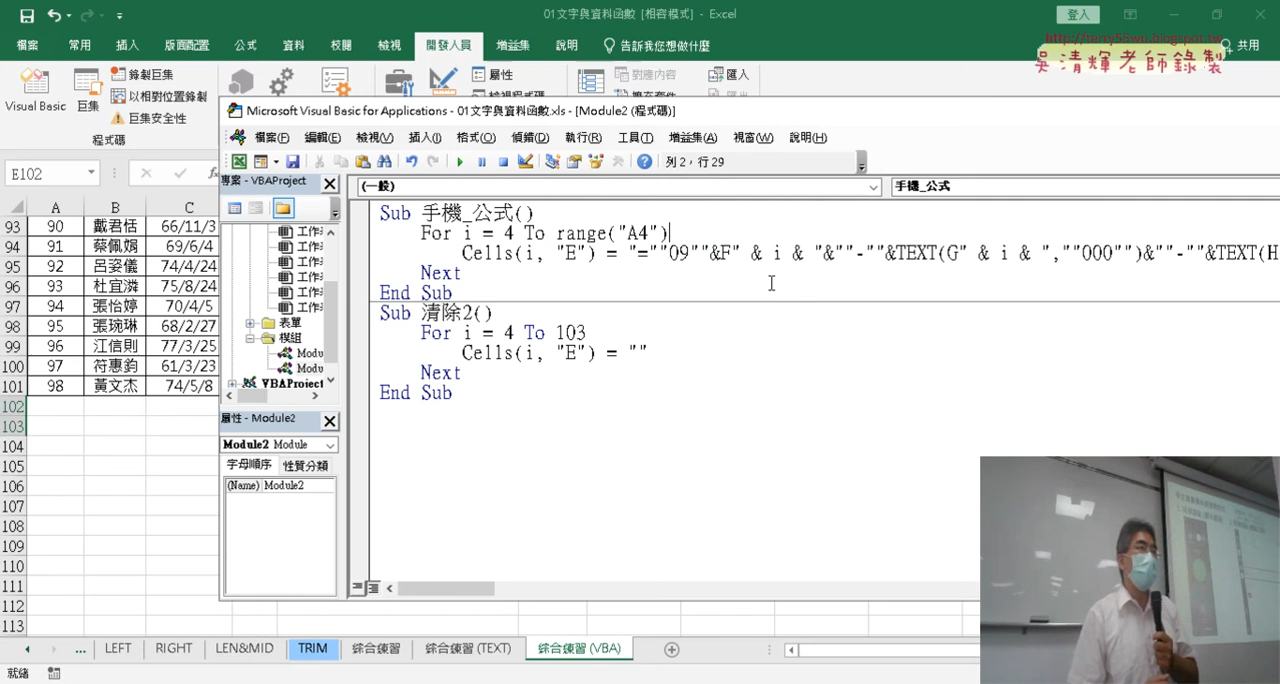 01文字與資料函數 [相容模式] - Excel
登入
http://terry55wu.blogspot.tw
吳清輝老師錄製
檔案 常用 插入 版面配置 公式 資料 校閱 檢視 開發人員 增益集 說明 告訴我您想做什麼 共用
Visual Basic 巨集 錄製巨集 以相對位置錄製 巨集安全性
程式碼
屬性 對應內容 匯入
Microsoft Visual Basic for Applications - 01文字與資料函數.xls - [Module2 (程式碼)]
檔案(F) 編輯(E) 檢視(V) 插入(I) 格式(O) 偵錯(D) 執行(R) 工具(T) 增益集(A) 視窗(W) 說明(H)
列 2，行 29
E102
專案 - VBAProject
(一般) 手機_公式
A B C
93 90 戴君恬 66/11/3
94 91 蔡佩娟 69/6/4
95 92 呂姿儀 74/4/24
96 93 杜宜潾 75/8/24
97 94 張怡婷 70/4/5
98 95 張琬琳 68/2/27
99 96 江信則 77/3/25
100 97 符惠鈞 61/3/23
101 98 黃文杰 74/5/8
102
103
104
105
106
107
108
109
110
111
112
113
工作
工作
工作
工作
工作
表單
模組
Modu
Modu
VBAProject
屬性 - Module2
Module2 Module
字母順序 性質分類
(Name) Module2
Sub 手機_公式()
For i = 4 To range("A4")
Cells(i, "E") = "=""09""&F" & i & "&""-""&TEXT(G" & i & ",""000"")&""-""&TEXT(H
Next
End Sub
Sub 清除2()
For i = 4 To 103
Cells(i, "E") = ""
Next
End Sub
... LEFT RIGHT LEN&MID TRIM 綜合練習 綜合練習 (TEXT) 綜合練習 (VBA)
就緒